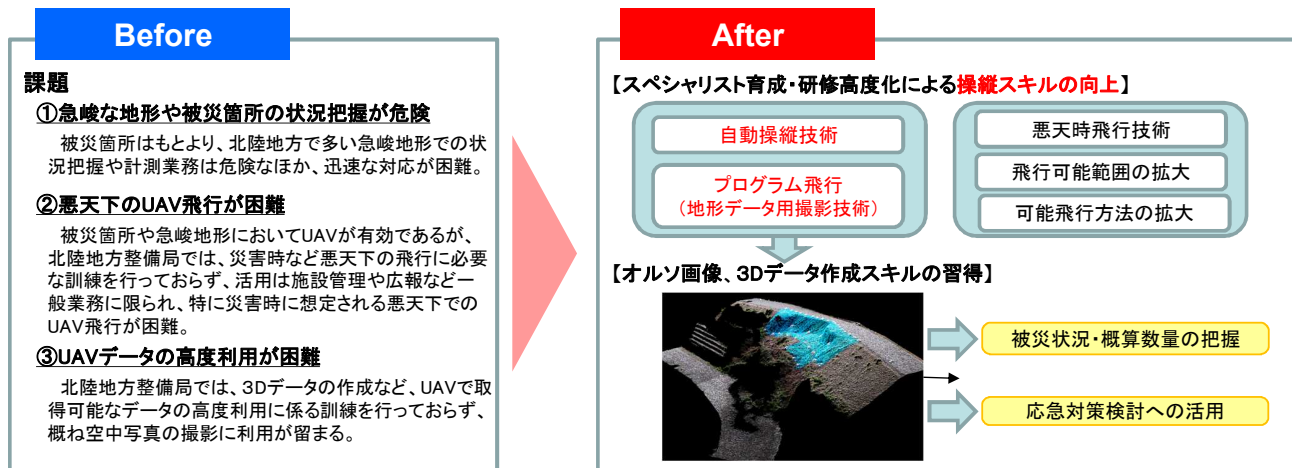 Before
課題
①急峻な地形や被災箇所の状況把握が危険
被災箇所はもとより、北陸地方で多い急峻地形での状
況把握や計測業務は危険なほか、迅速な対応が困難。
②悪天下のUAV飛行が困難
被災箇所や急峻地形においてUAVが有効であるが、
北陸地方整備局では、災害時など悪天下の飛行に必要
な訓練を行っておらず、活用は施設管理や広報など一
般業務に限られ、特に災害時に想定される悪天下での
UAV飛行が困難。
③UAVデータの高度利用が困難
北陸地方整備局では、3Dデータの作成など、UAVで取
得可能なデータの高度利用に係る訓練を行っておらず、
概ね空中写真の撮影に利用が留まる。
After
【スペシャリスト育成・研修高度化による操縦スキルの向上】
自動操縦技術
プログラム飛行
（地形データ用撮影技術）
悪天時飛行技術
飛行可能範囲の拡大
可能飛行方法の拡大
【オルソ画像、3Dデータ作成スキルの習得】
被災状況・概算数量の把握
応急対策検討への活用